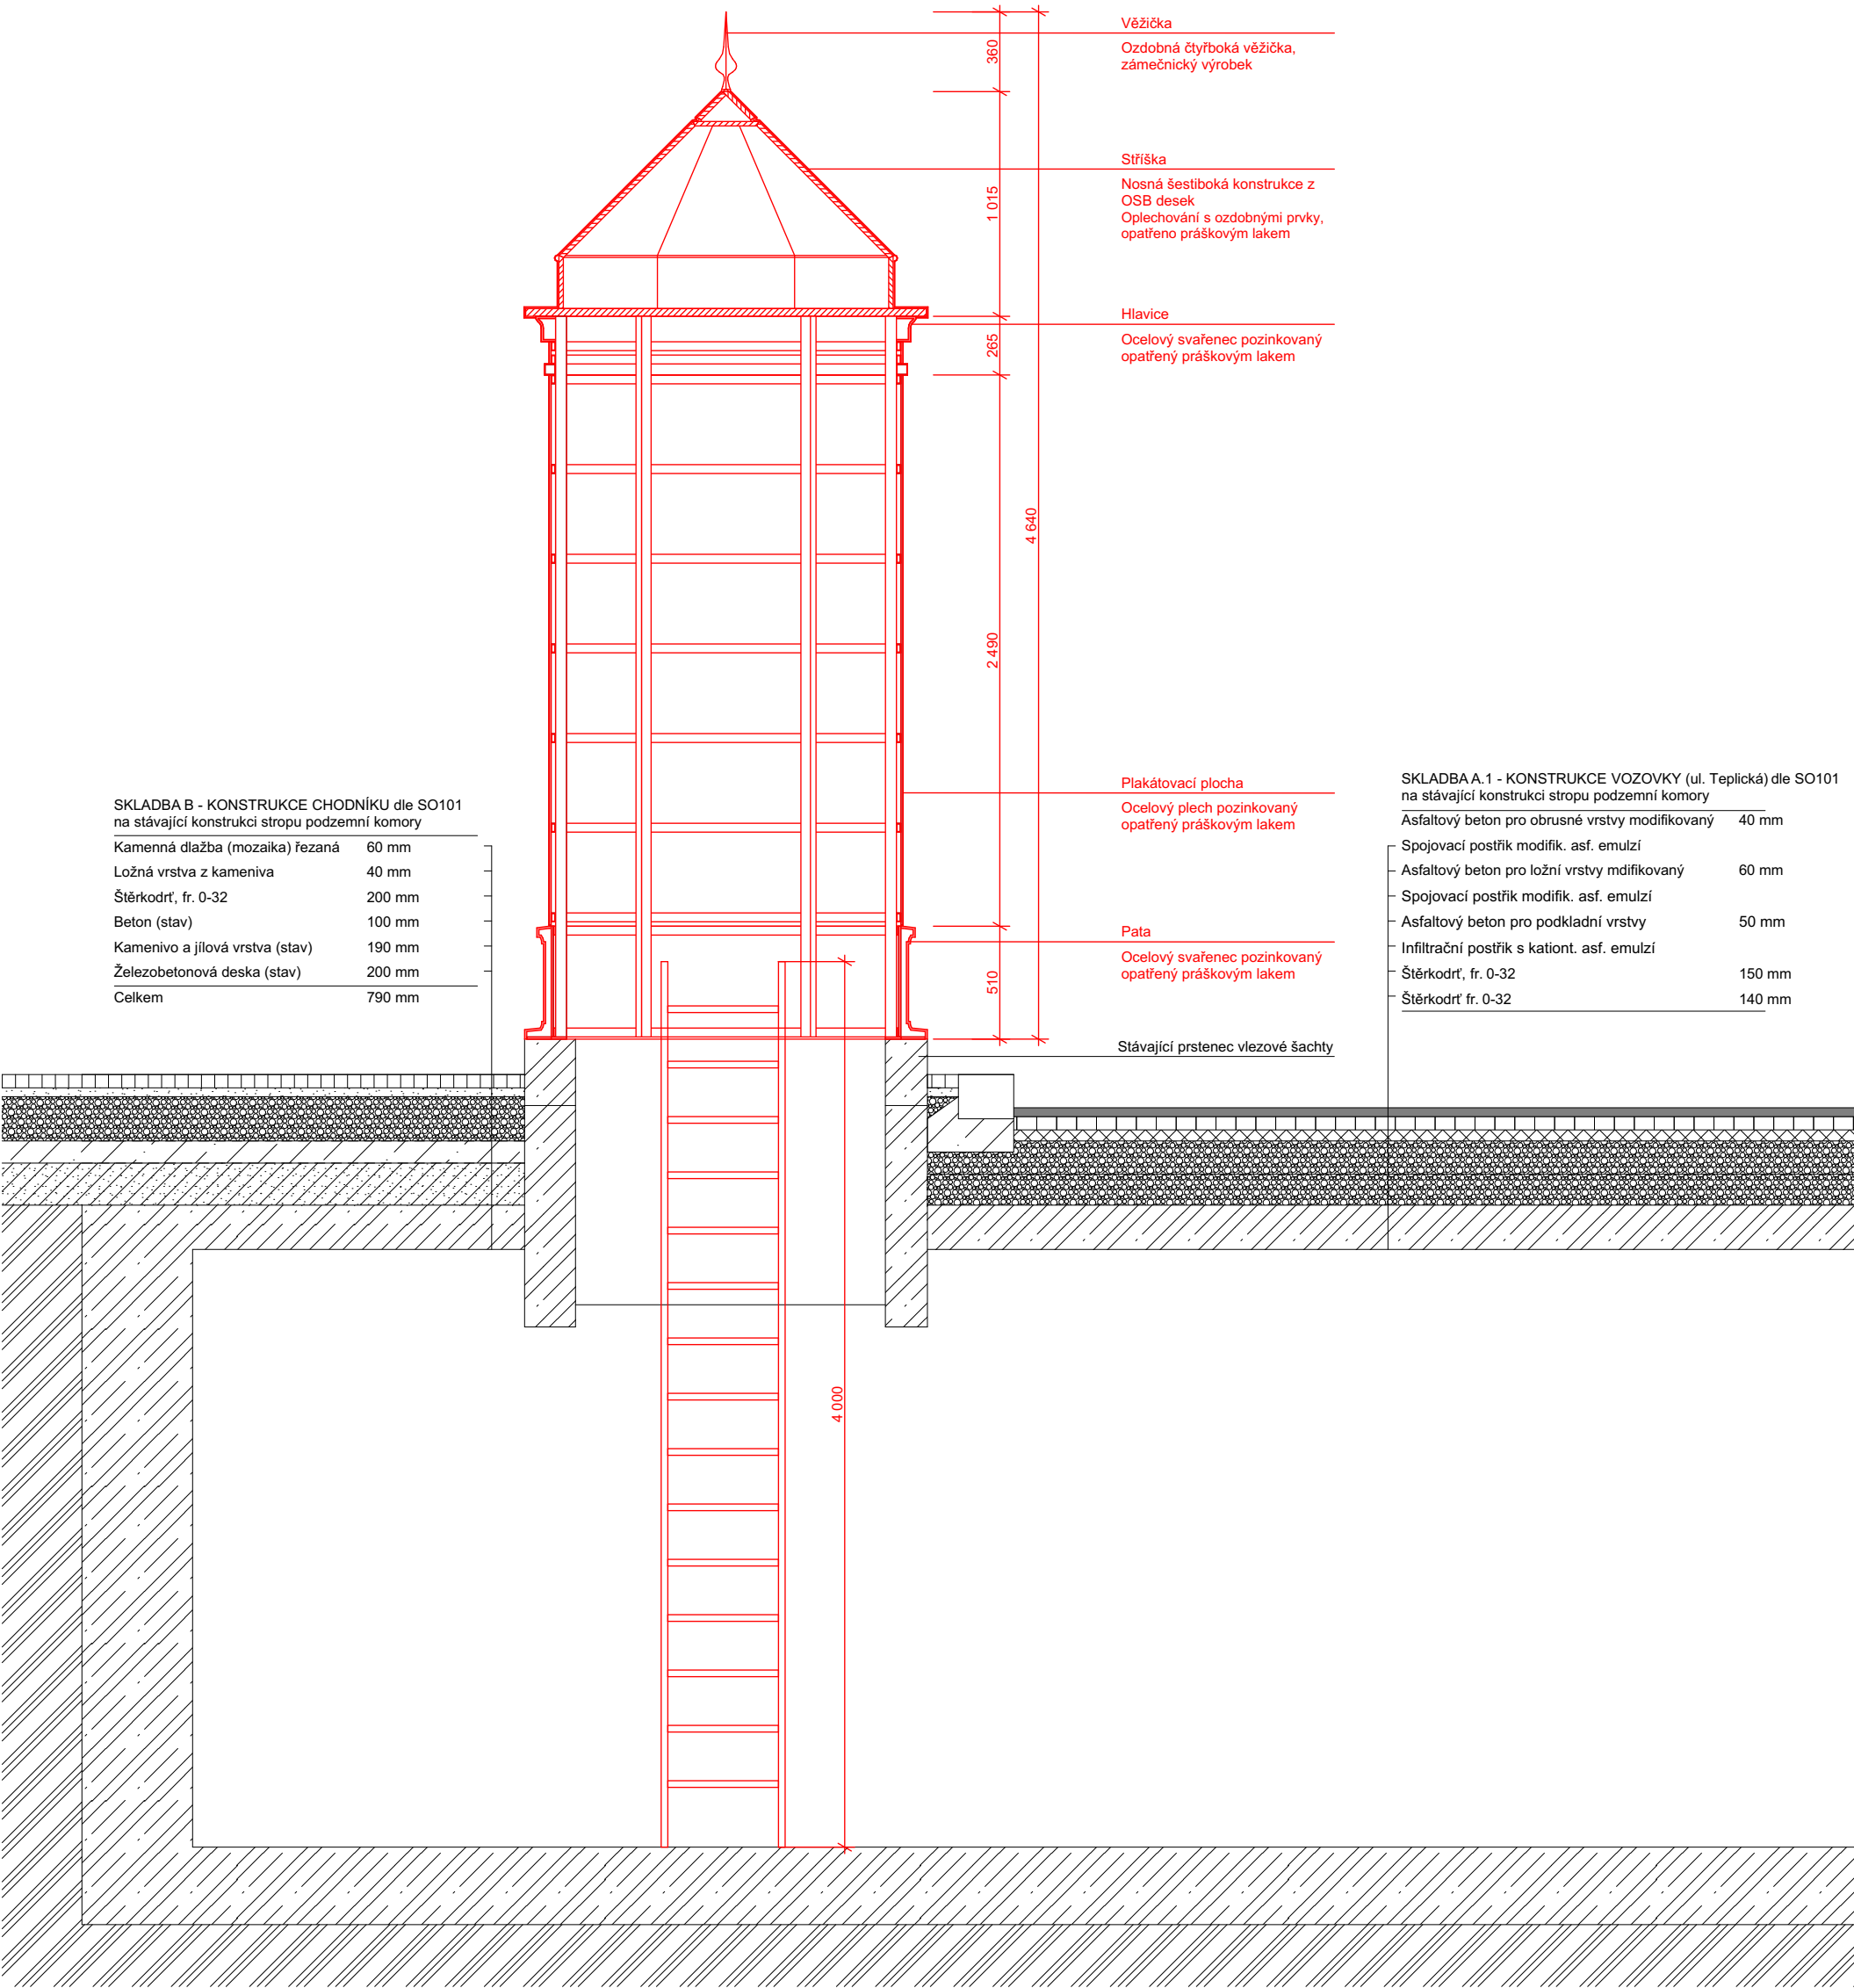 Věžička
Ozdobná čtyřboká věžička,
zámečnický výrobek
360
Stříška
Nosná šestiboká konstrukce z
OSB desek
Oplechování s ozdobnými prvky,
opatřeno práškovým lakem
1 015
Hlavice
Ocelový svařenec pozinkovaný
opatřený práškovým lakem
265
4 640
2 490
Plakátovací plocha
Ocelový plech pozinkovaný
opatřený práškovým lakem
Pata
Ocelový svařenec pozinkovaný
opatřený práškovým lakem
510
Stávající prstenec vlezové šachty
4 000
SKLADBA B - KONSTRUKCE CHODNÍKU dle SO101
na stávající konstrukci stropu podzemní komory
Kamenná dlažba (mozaika) řezaná 60 mm
Ložná vrstva z kameniva 40 mm
Štěrkodrť, fr. 0-32 200 mm
Beton (stav) 100 mm
Kamenivo a jílová vrstva (stav) 190 mm
Železobetonová deska (stav) 200 mm
Celkem 790 mm
SKLADBA A.1 - KONSTRUKCE VOZOVKY (ul. Teplická) dle SO101
na stávající konstrukci stropu podzemní komory
Asfaltový beton pro obrusné vrstvy modifikovaný 40 mm
Spojovací postřik modifik. asf. emulzí
Asfaltový beton pro ložní vrstvy mdifikovaný 60 mm
Spojovací postřik modifik. asf. emulzí
Asfaltový beton pro podkladní vrstvy 50 mm
Infiltrační postřik s kationt. asf. emulzí
Štěrkodrť, fr. 0-32 150 mm
Štěrkodrť fr. 0-32 140 mm